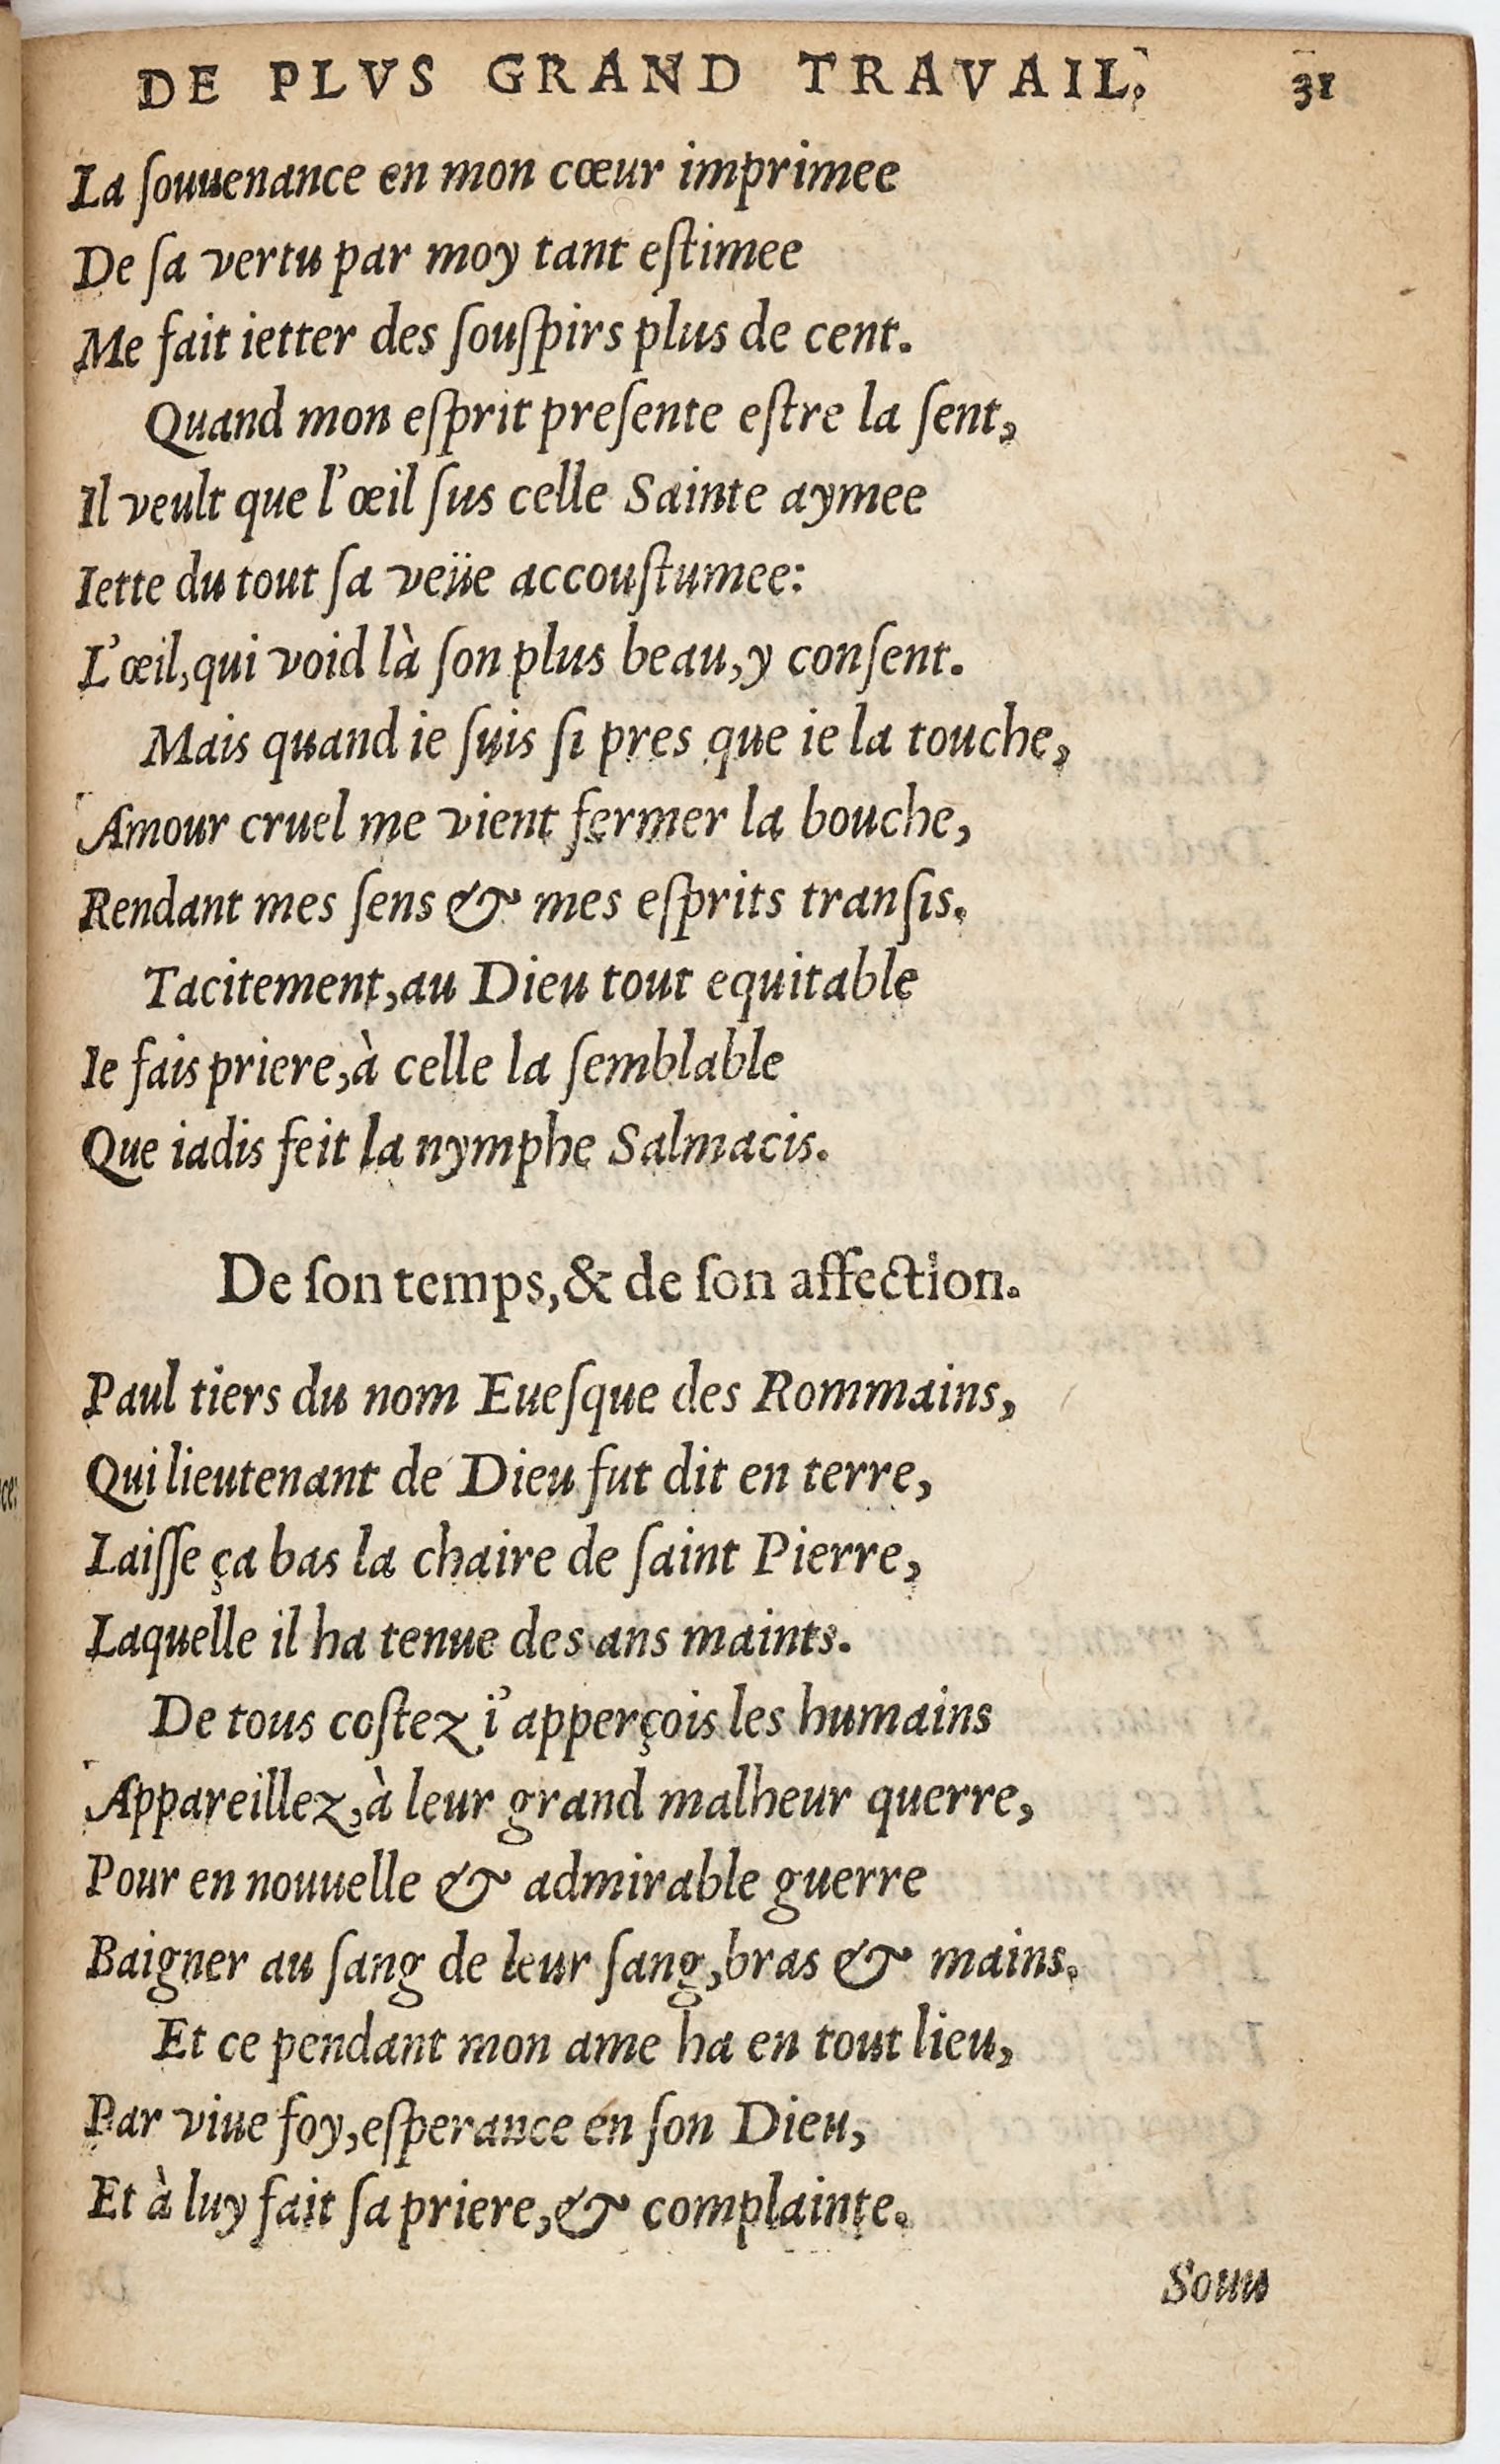 DE PLVS GRAND TRAVAIL. 31
La ſouuenance en mon cœur imprimee
De ſa vertu par moy tant eſtimee
Me fait ietter des ſouſpirs plus de cent.
Quand mon eſprit preſente eſtre la ſent,
Il veult que l'œil ſus celle Sainte aymee
Iette du tout ſa veüe accouſtumee:
L'œil, qui void là ſon plus beau, y conſent.
Mais quand ie ſuis ſi pres que ie la touche,
Amour cruel me vient fermer la bouche,
Rendant mes ſens & mes eſprits tranſis.
Tacitement, au Dieu tout equitable
Ie fais priere, à celle la ſemblable
Que iadis feit la nymphe Salmacis.
De ſon temps, & de ſon affection.
Paul tiers du nom Eueſque des Rommains,
Qui lieutenant de Dieu fut dit en terre,
Laiſſe ça bas la chaire de ſaint Pierre,
Laquelle il ha tenue des ans maints.
De tous coſtez i'apperçois les humains
Appareillez, à leur grand malheur querre,
Pour en nouuelle & admirable guerre
Baigner au ſang de leur ſang, bras & mains.
Et ce pendant mon ame ha en tout lieu,
Par viue foy, eſperance en ſon Dieu,
Et à luy fait ſa priere, & complainte.
Souu